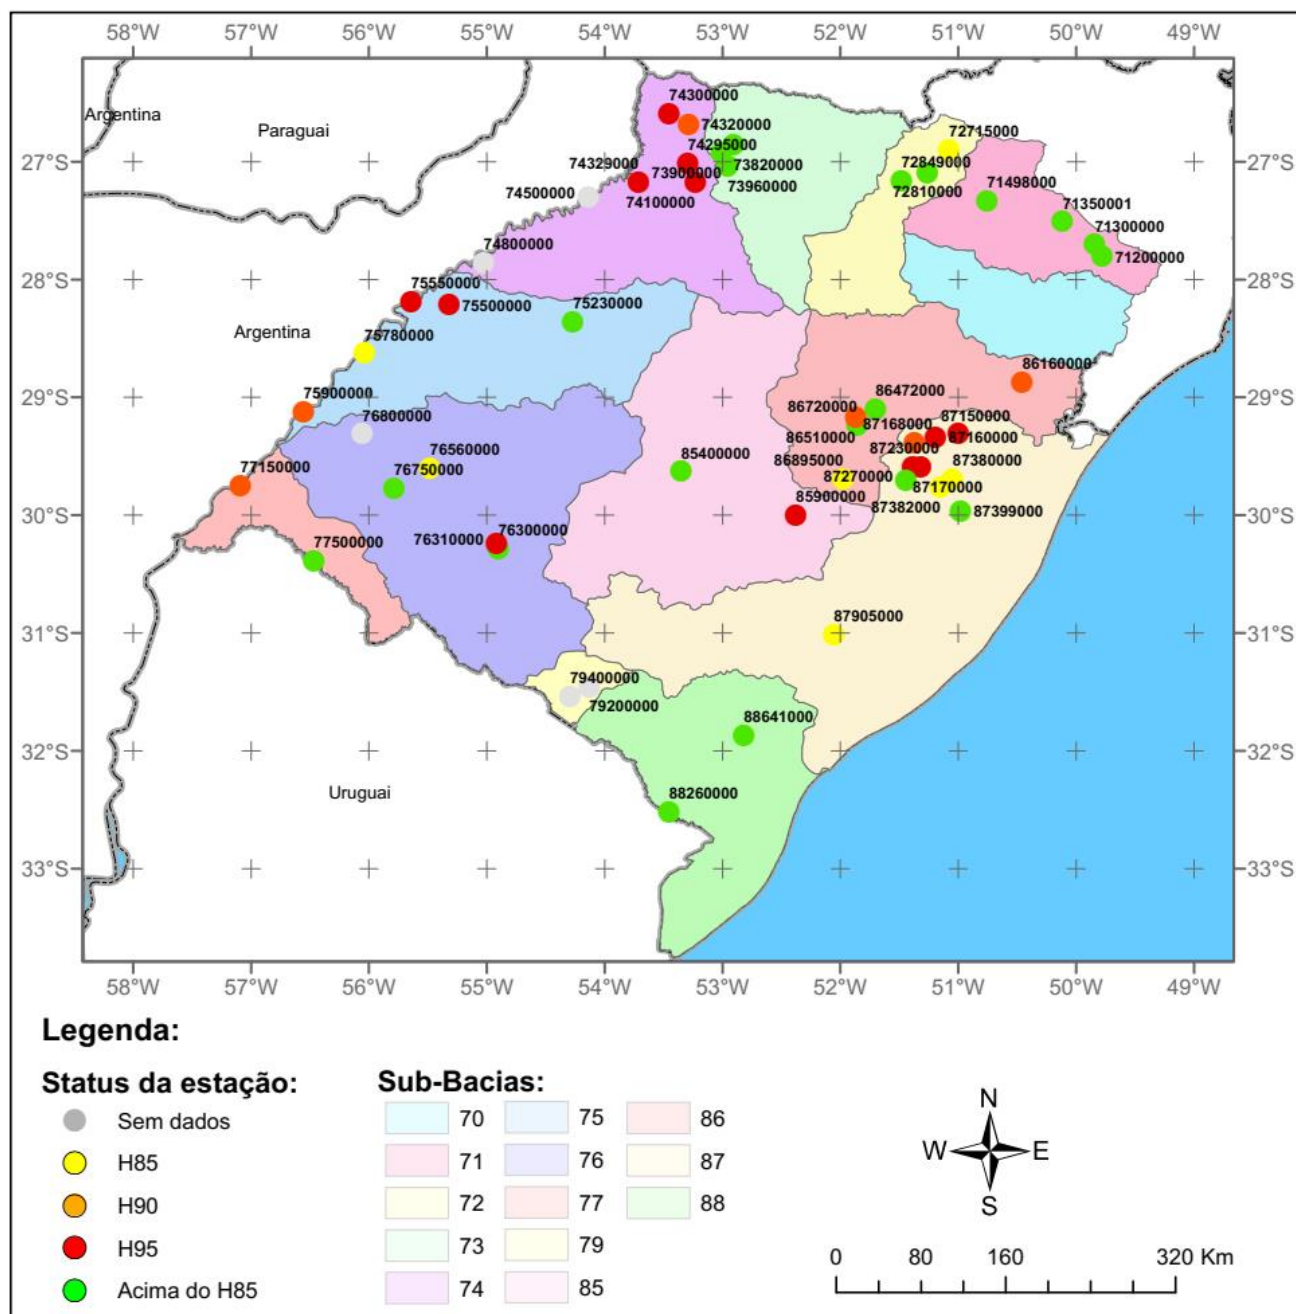 58°W 57°W 56°W 55°W 54°W 53°W 52°W 51°W 50°W 49°W
Argentina
Paraguai
74300000
74320000
74295000
72715000
27°S
27°S
74329000
73900000
73820000
72849000
74500000
74100000
73960000
72810000
71498000
71350001
71300000
74800000
71200000
28°S
28°S
75550000
75500000
75230000
Argentina
75780000
86160000
29°S
29°S
75900000
76800000
86472000
86720000
87168000
87150000
86510000
87160000
76560000
87230000
77150000
76750000
85400000
86895000
87380000
87270000
87170000
85900000
87382000
87399000
30°S
30°S
76310000
76300000
77500000
31°S
31°S
87905000
79400000
79200000
88641000
32°S
32°S
Uruguai
88260000
33°S
33°S
58°W 57°W 56°W 55°W 54°W 53°W 52°W 51°W 50°W 49°W
Legenda:
Status da estação:
Sem dados
H85
H90
H95
Acima do H85
Sub-Bacias:
70
71
72
73
74
75
76
77
79
85
86
87
88
N
W
E
S
0 80 160 320 Km